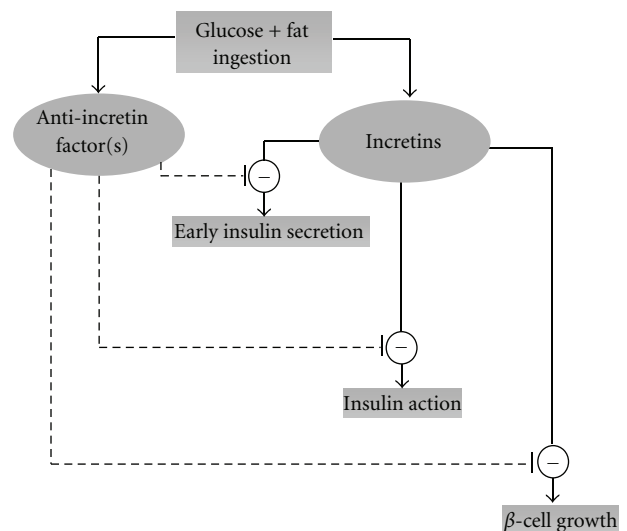 Glucose + fat
ingestion
Anti-incretin
factor(s)
Incretins
−
Early insulin secretion
−
Insulin action
−
β-cell growth